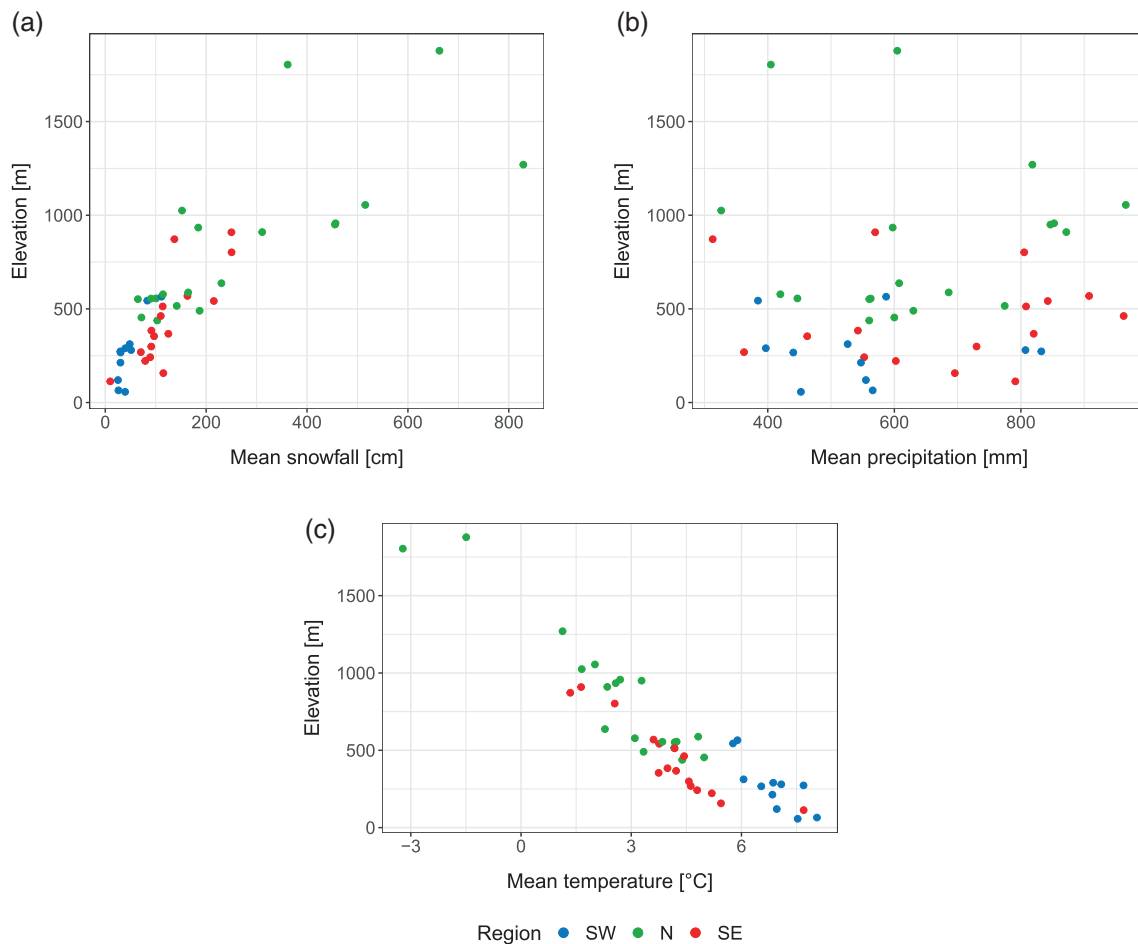 (a)
1500
1000
500
0
Elevation [m]
0 200 400 600 800
Mean snowfall [cm]
(b)
1500
1000
500
0
Elevation [m]
400 600 800
Mean precipitation [mm]
(c)
1500
1000
500
0
Elevation [m]
−3 0 3 6
Mean temperature [°C]
Region SW N SE